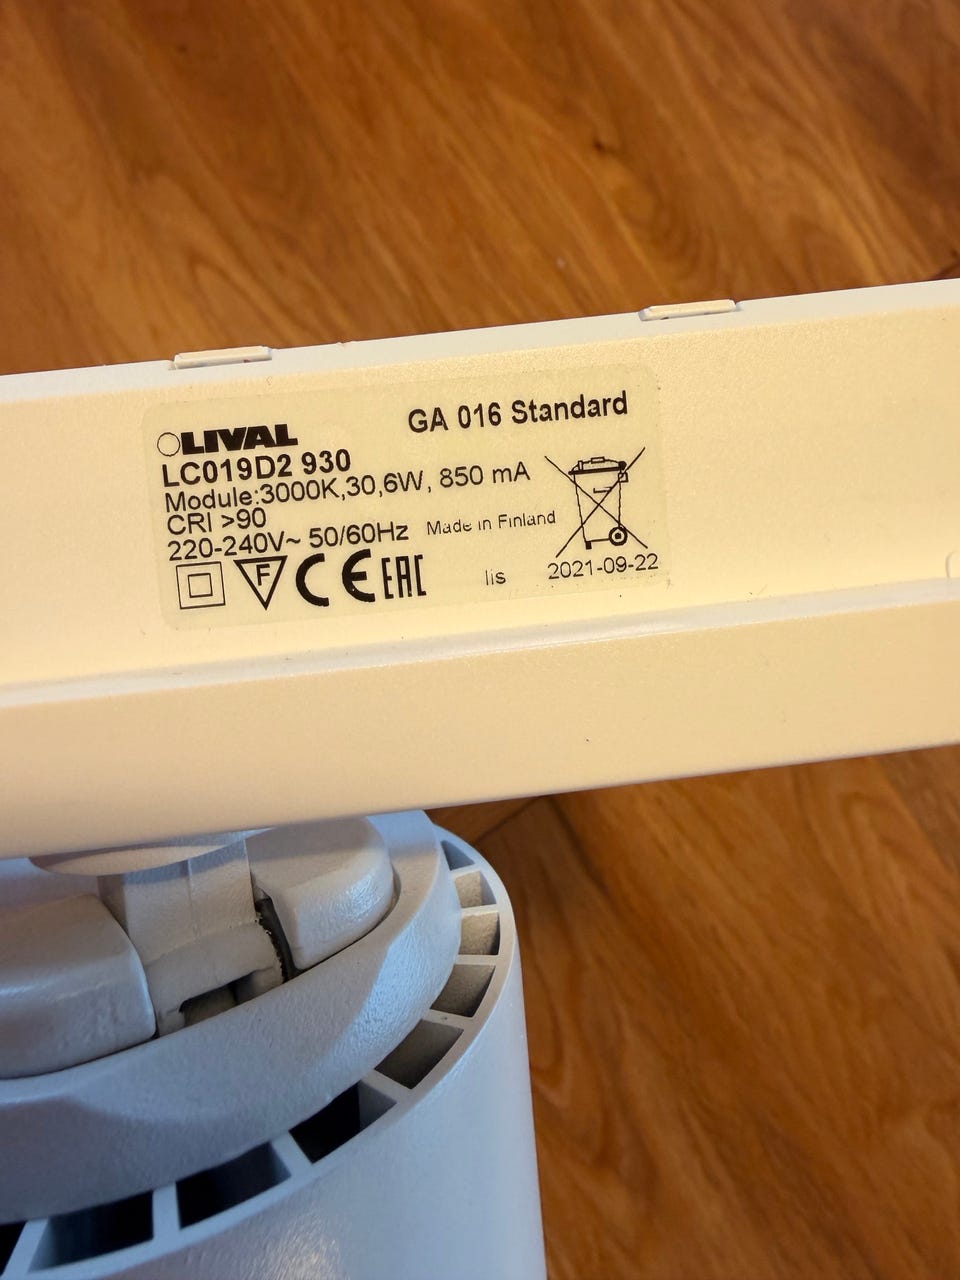 LIVAL
GA 016 Standard
LC019D2 930
Module:3000K,30,6W, 850 mA
CRI >90
220-240V~ 50/60Hz
Made in Finland
F CE EAC
lis
2021-09-22